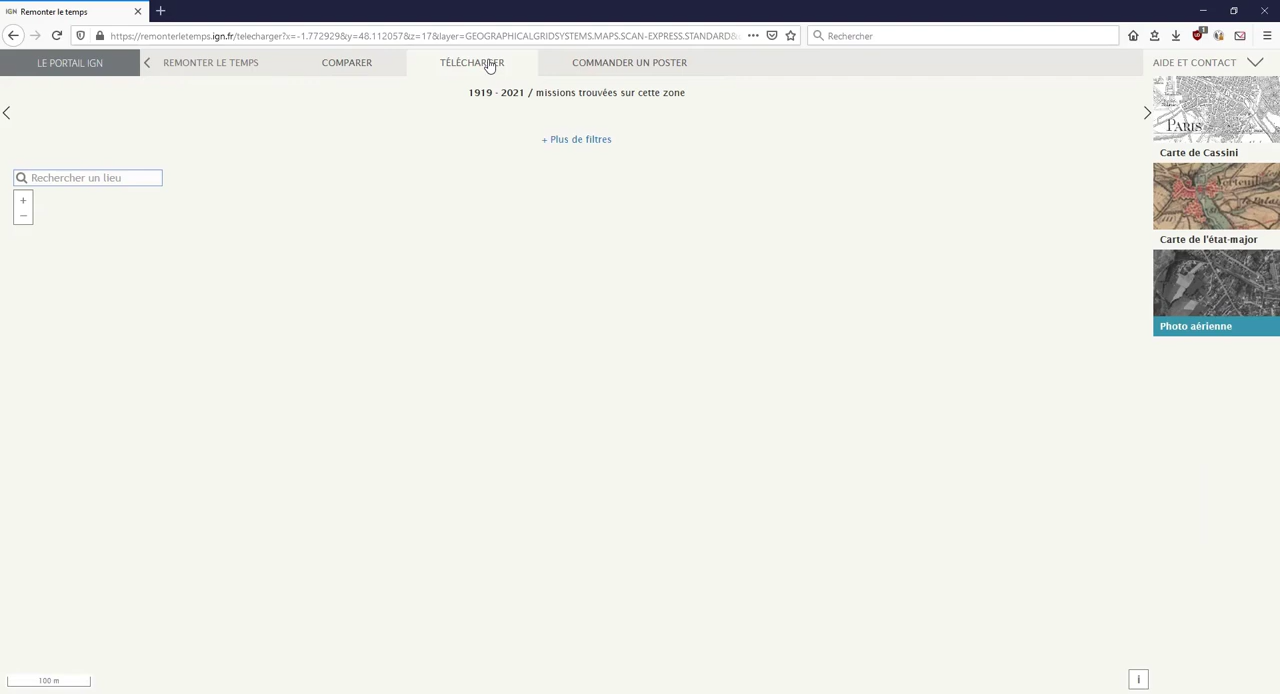 IGN Remonter le temps
https://remonterletemps.ign.fr/telecharger?x=-1.772929&y=48.112057&z=17&layer=GEOGRAPHICALGRIDSYSTEMS.MAPS.SCAN-EXPRESS.STANDARD&
Rechercher
LE PORTAIL IGN
REMONTER LE TEMPS
COMPARER
TÉLÉCHARGER
COMMANDER UN POSTER
AIDE ET CONTACT
1919 - 2021 / missions trouvées sur cette zone
+ Plus de filtres
Rechercher un lieu
+
−
PARIS
Carte de Cassini
Verteuil
Carte de l'état-major
Photo aérienne
100 m
i